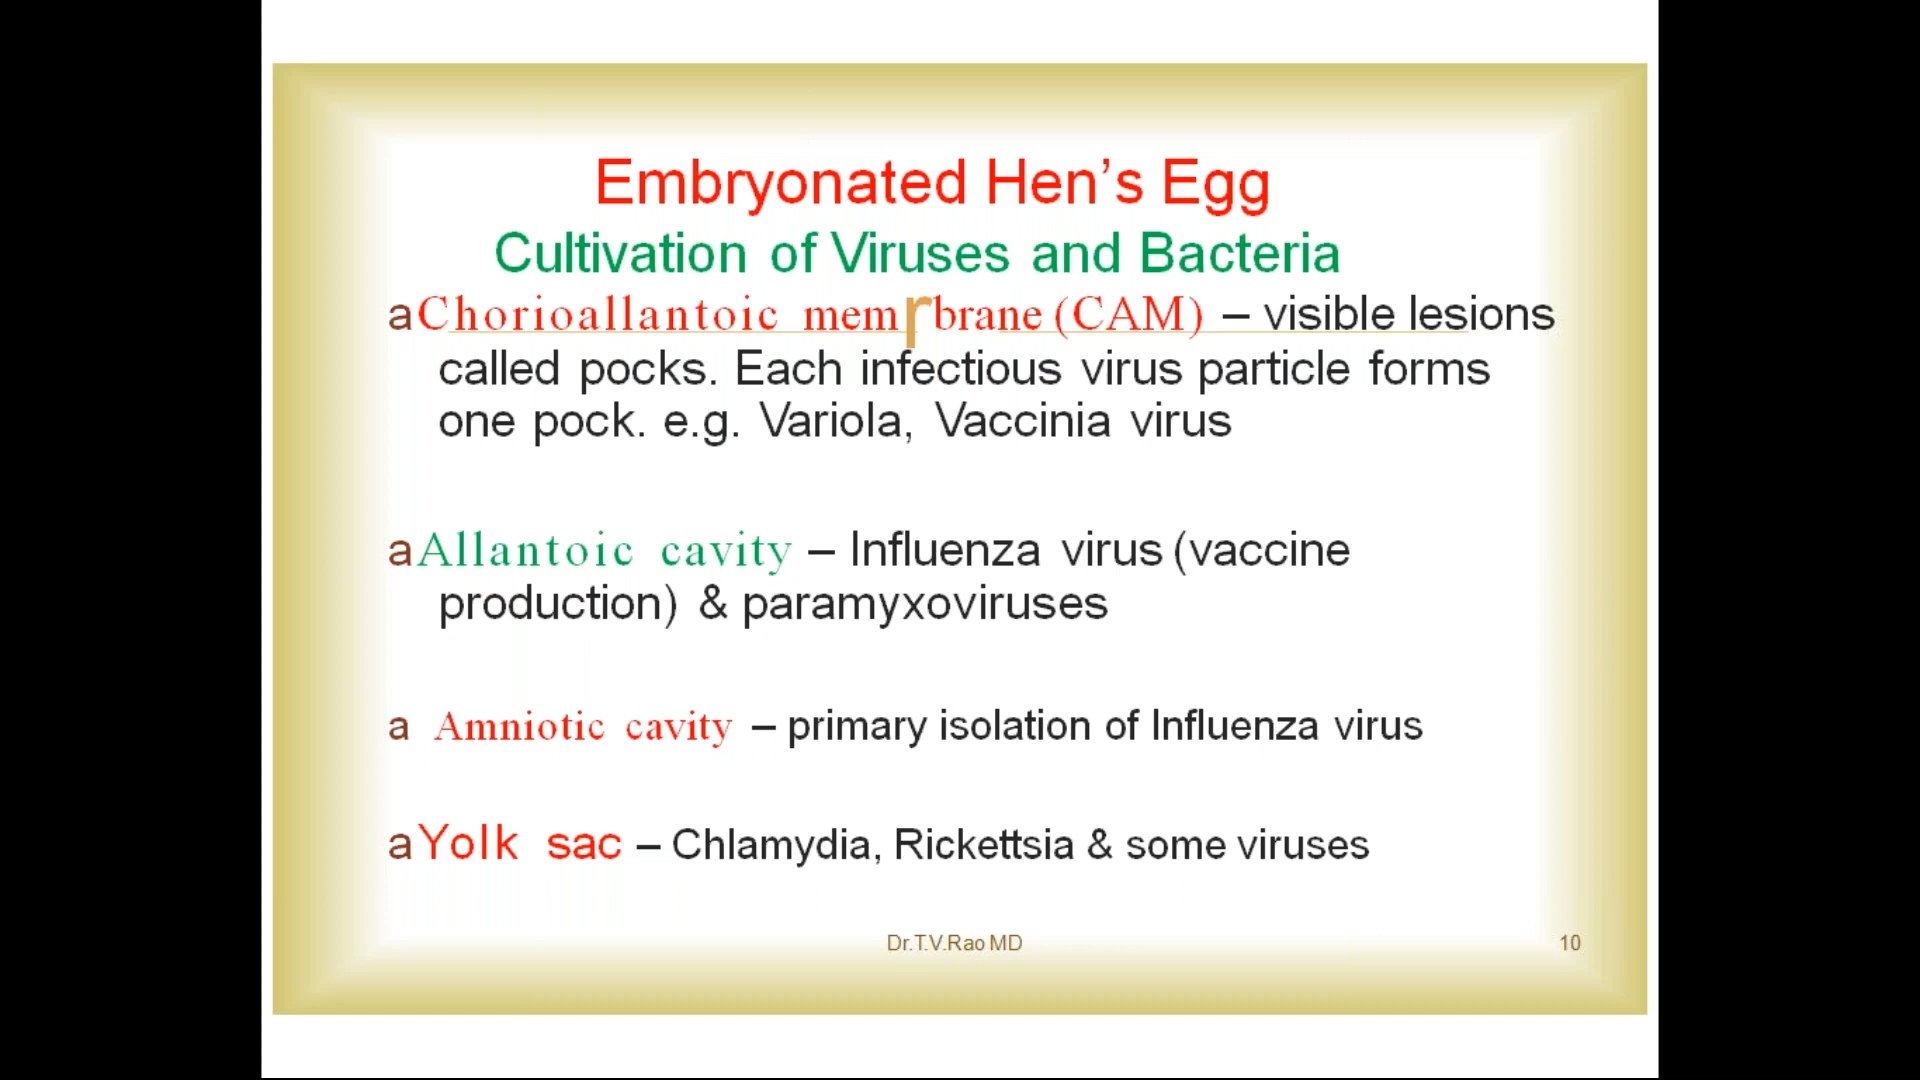 Embryonated Hen’s Egg
Cultivation of Viruses and Bacteria
aChorioallantoic memrbrane (CAM) – visible lesions
called pocks. Each infectious virus particle forms
one pock. e.g. Variola, Vaccinia virus
aAllantoic cavity – Influenza virus (vaccine
production) & paramyxoviruses
a Amniotic cavity – primary isolation of Influenza virus
aYolk sac – Chlamydia, Rickettsia & some viruses
Dr.T.V.Rao MD
10